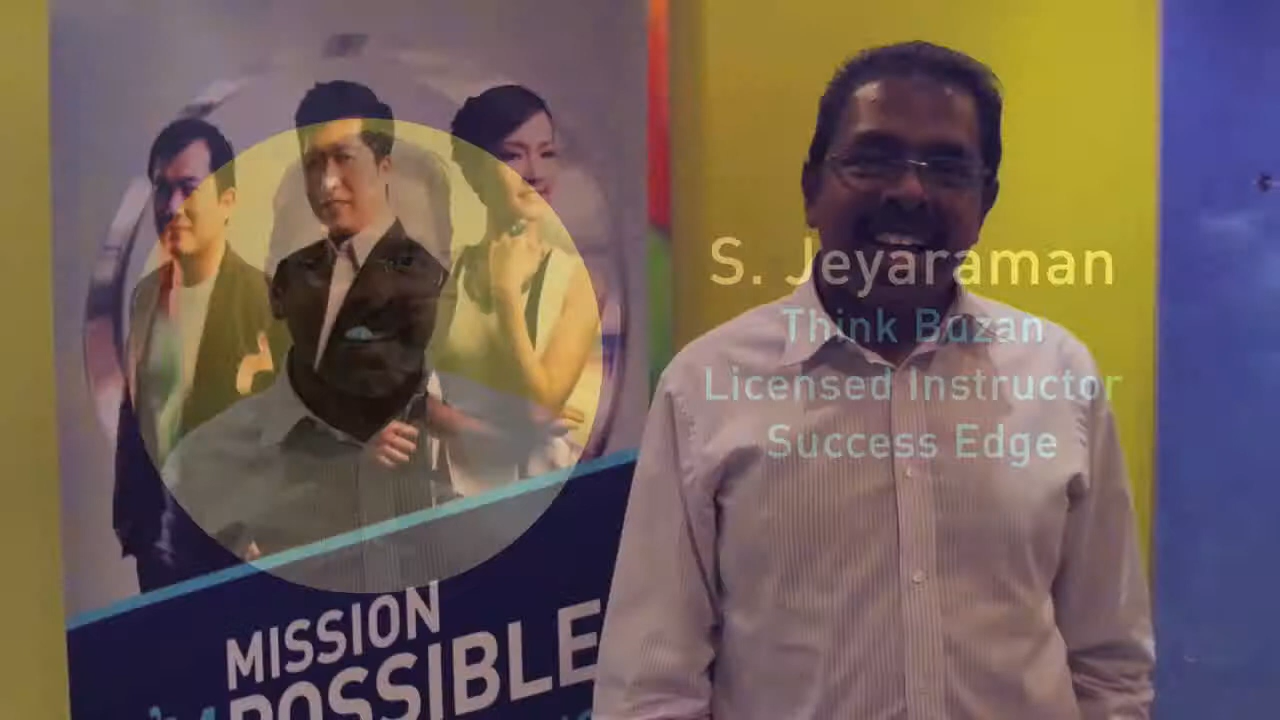 S. Jeyaraman
Think Buzan
Licensed Instructor
Success Edge
MISSION
I'M POSSIBLE